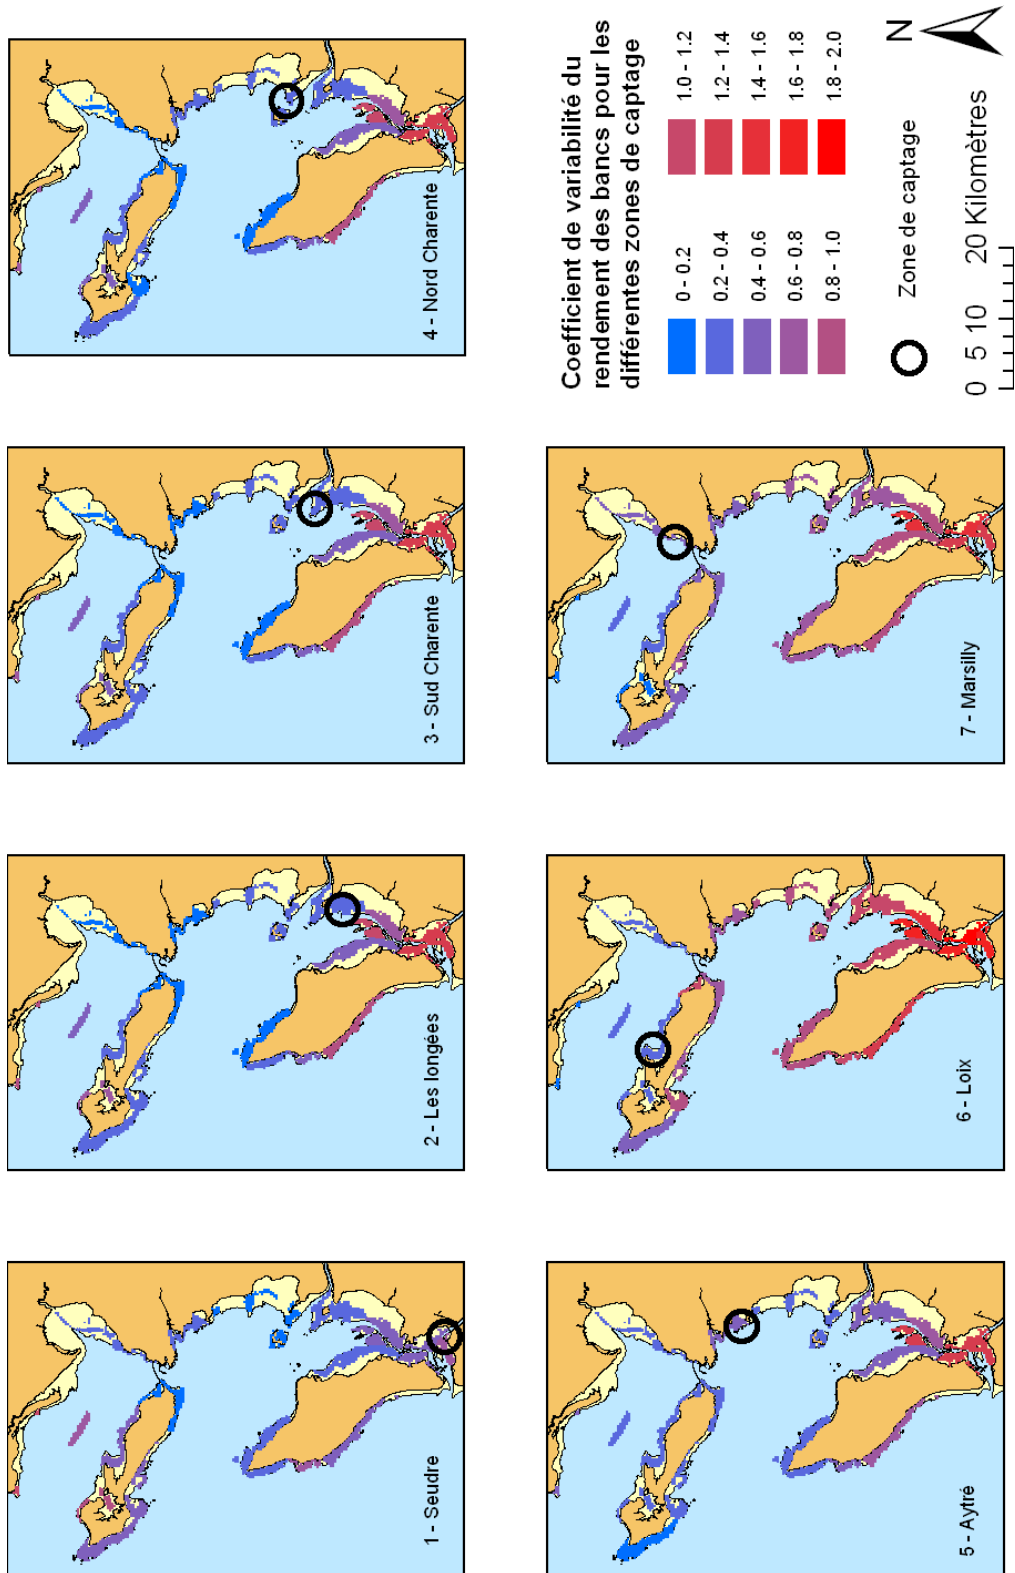 1 - Seudre
2 - Les longées
3 - Sud Charente
4 - Nord Charente
5 - Aytré
6 - Loix
7 - Marsilly
Coefficient de variabilité du
rendement des bancs pour les
différentes zones de captage
0 - 0.2
0.2 - 0.4
0.4 - 0.6
0.6 - 0.8
0.8 - 1.0
1.0 - 1.2
1.2 - 1.4
1.4 - 1.6
1.6 - 1.8
1.8 - 2.0
Zone de captage
N
0 5 10 20 Kilomètres